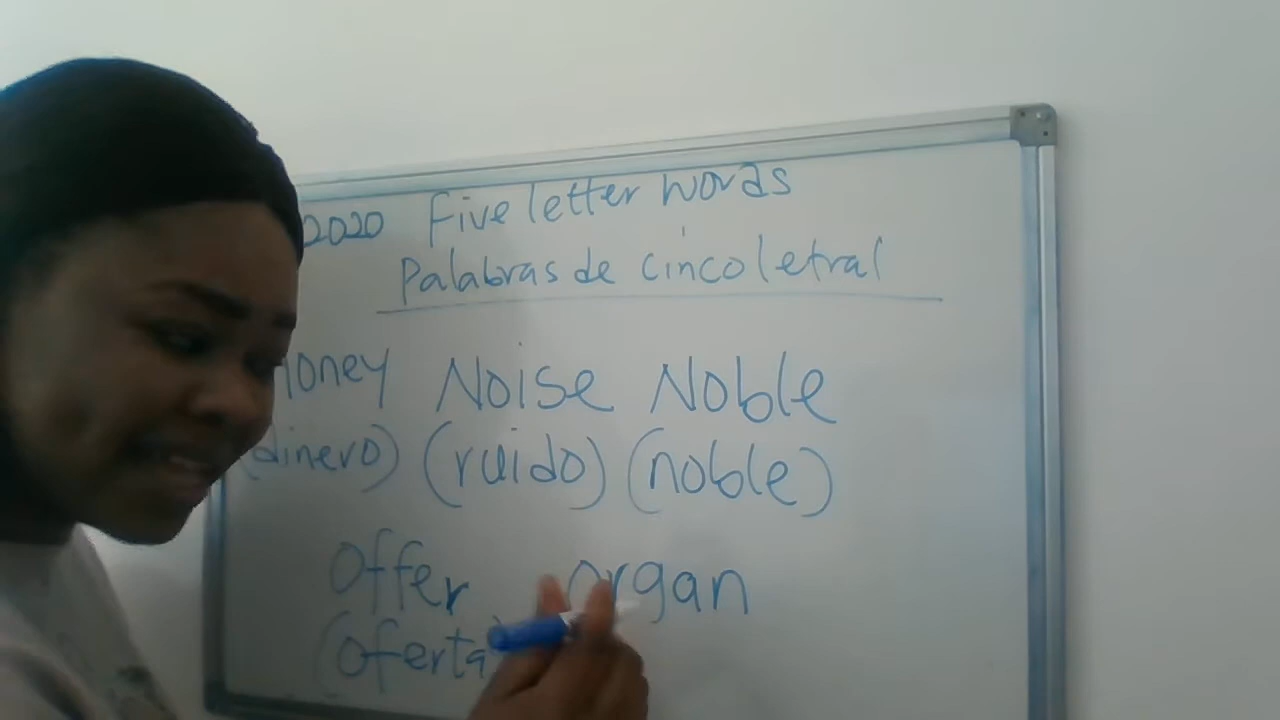 2020 Five letter words
Palabras de cinco letral
Money Noise Noble
(dinero) (ruido) (noble)
Offer organ
(oferta)